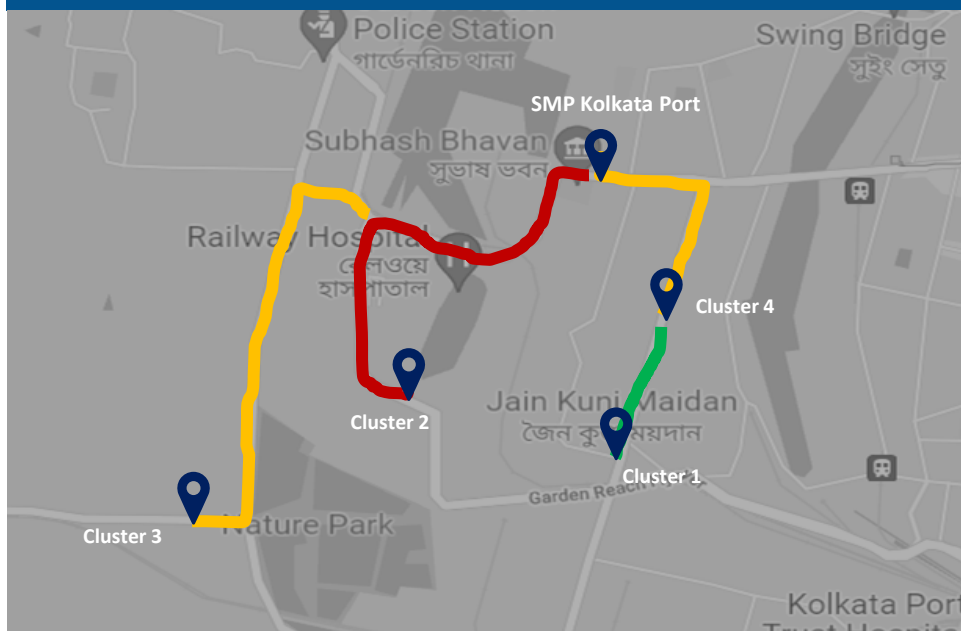 Police Station
গার্ডেনরিচ থানা
Swing Bridge
সুইং সেতু
SMP Kolkata Port
Subhash Bhavan
সুভাষ ভবন
Railway Hospital
রেলওয়ে
হাসপাতাল
Cluster 4
Cluster 2
Jain Kunj Maidan
জৈন ময়দান
Cluster 1
Garden Reach
Cluster 3
Nature Park
Kolkata Port
Trust Hospital